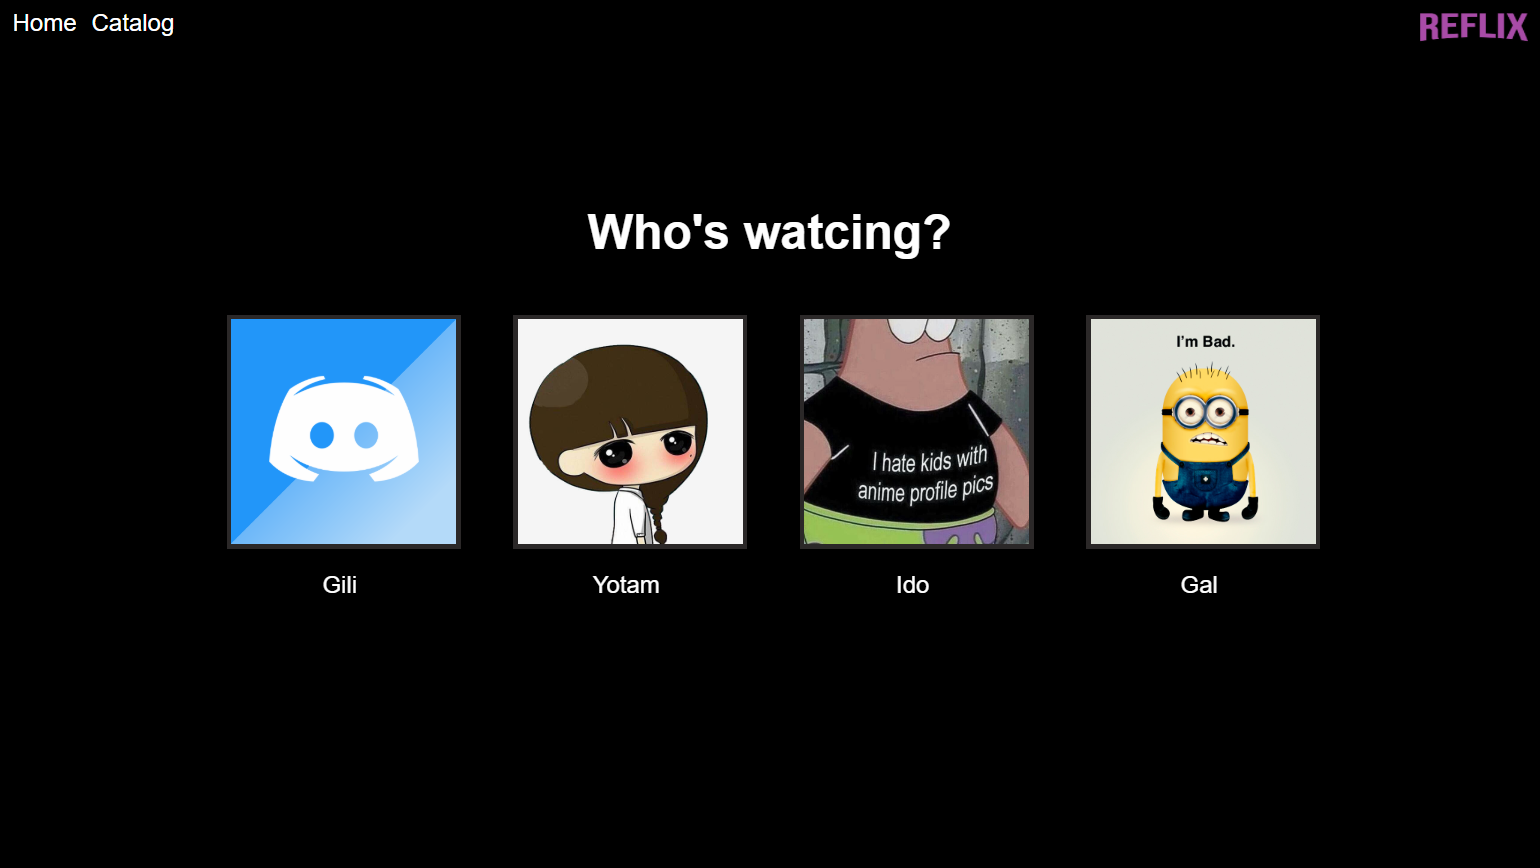 Home Catalog REFLIX
Who's watcing?
I'm Bad.
I hate kids with
anime profile pics
Gili Yotam Ido Gal